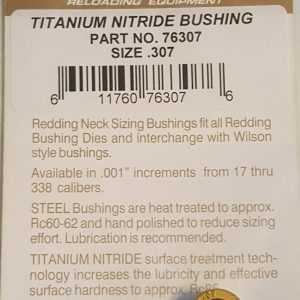 RELOADING EQUIPMENT
TITANIUM NITRIDE BUSHING
PART NO. 76307
SIZE .307
6 11760 76307 6
Redding Neck Sizing Bushings fit all Redding
Bushing Dies and interchange with Wilson
style bushings.
Available in .001" increments from 17 thru
338 calibers.
STEEL Bushings are heat treated to approx.
Rc60-62 and hand polished to reduce sizing
effort. Lubrication is recommended.
TITANIUM NITRIDE surface treatment tech-
nology increases the lubricity and effective
surface hardness to approx. Rc85.